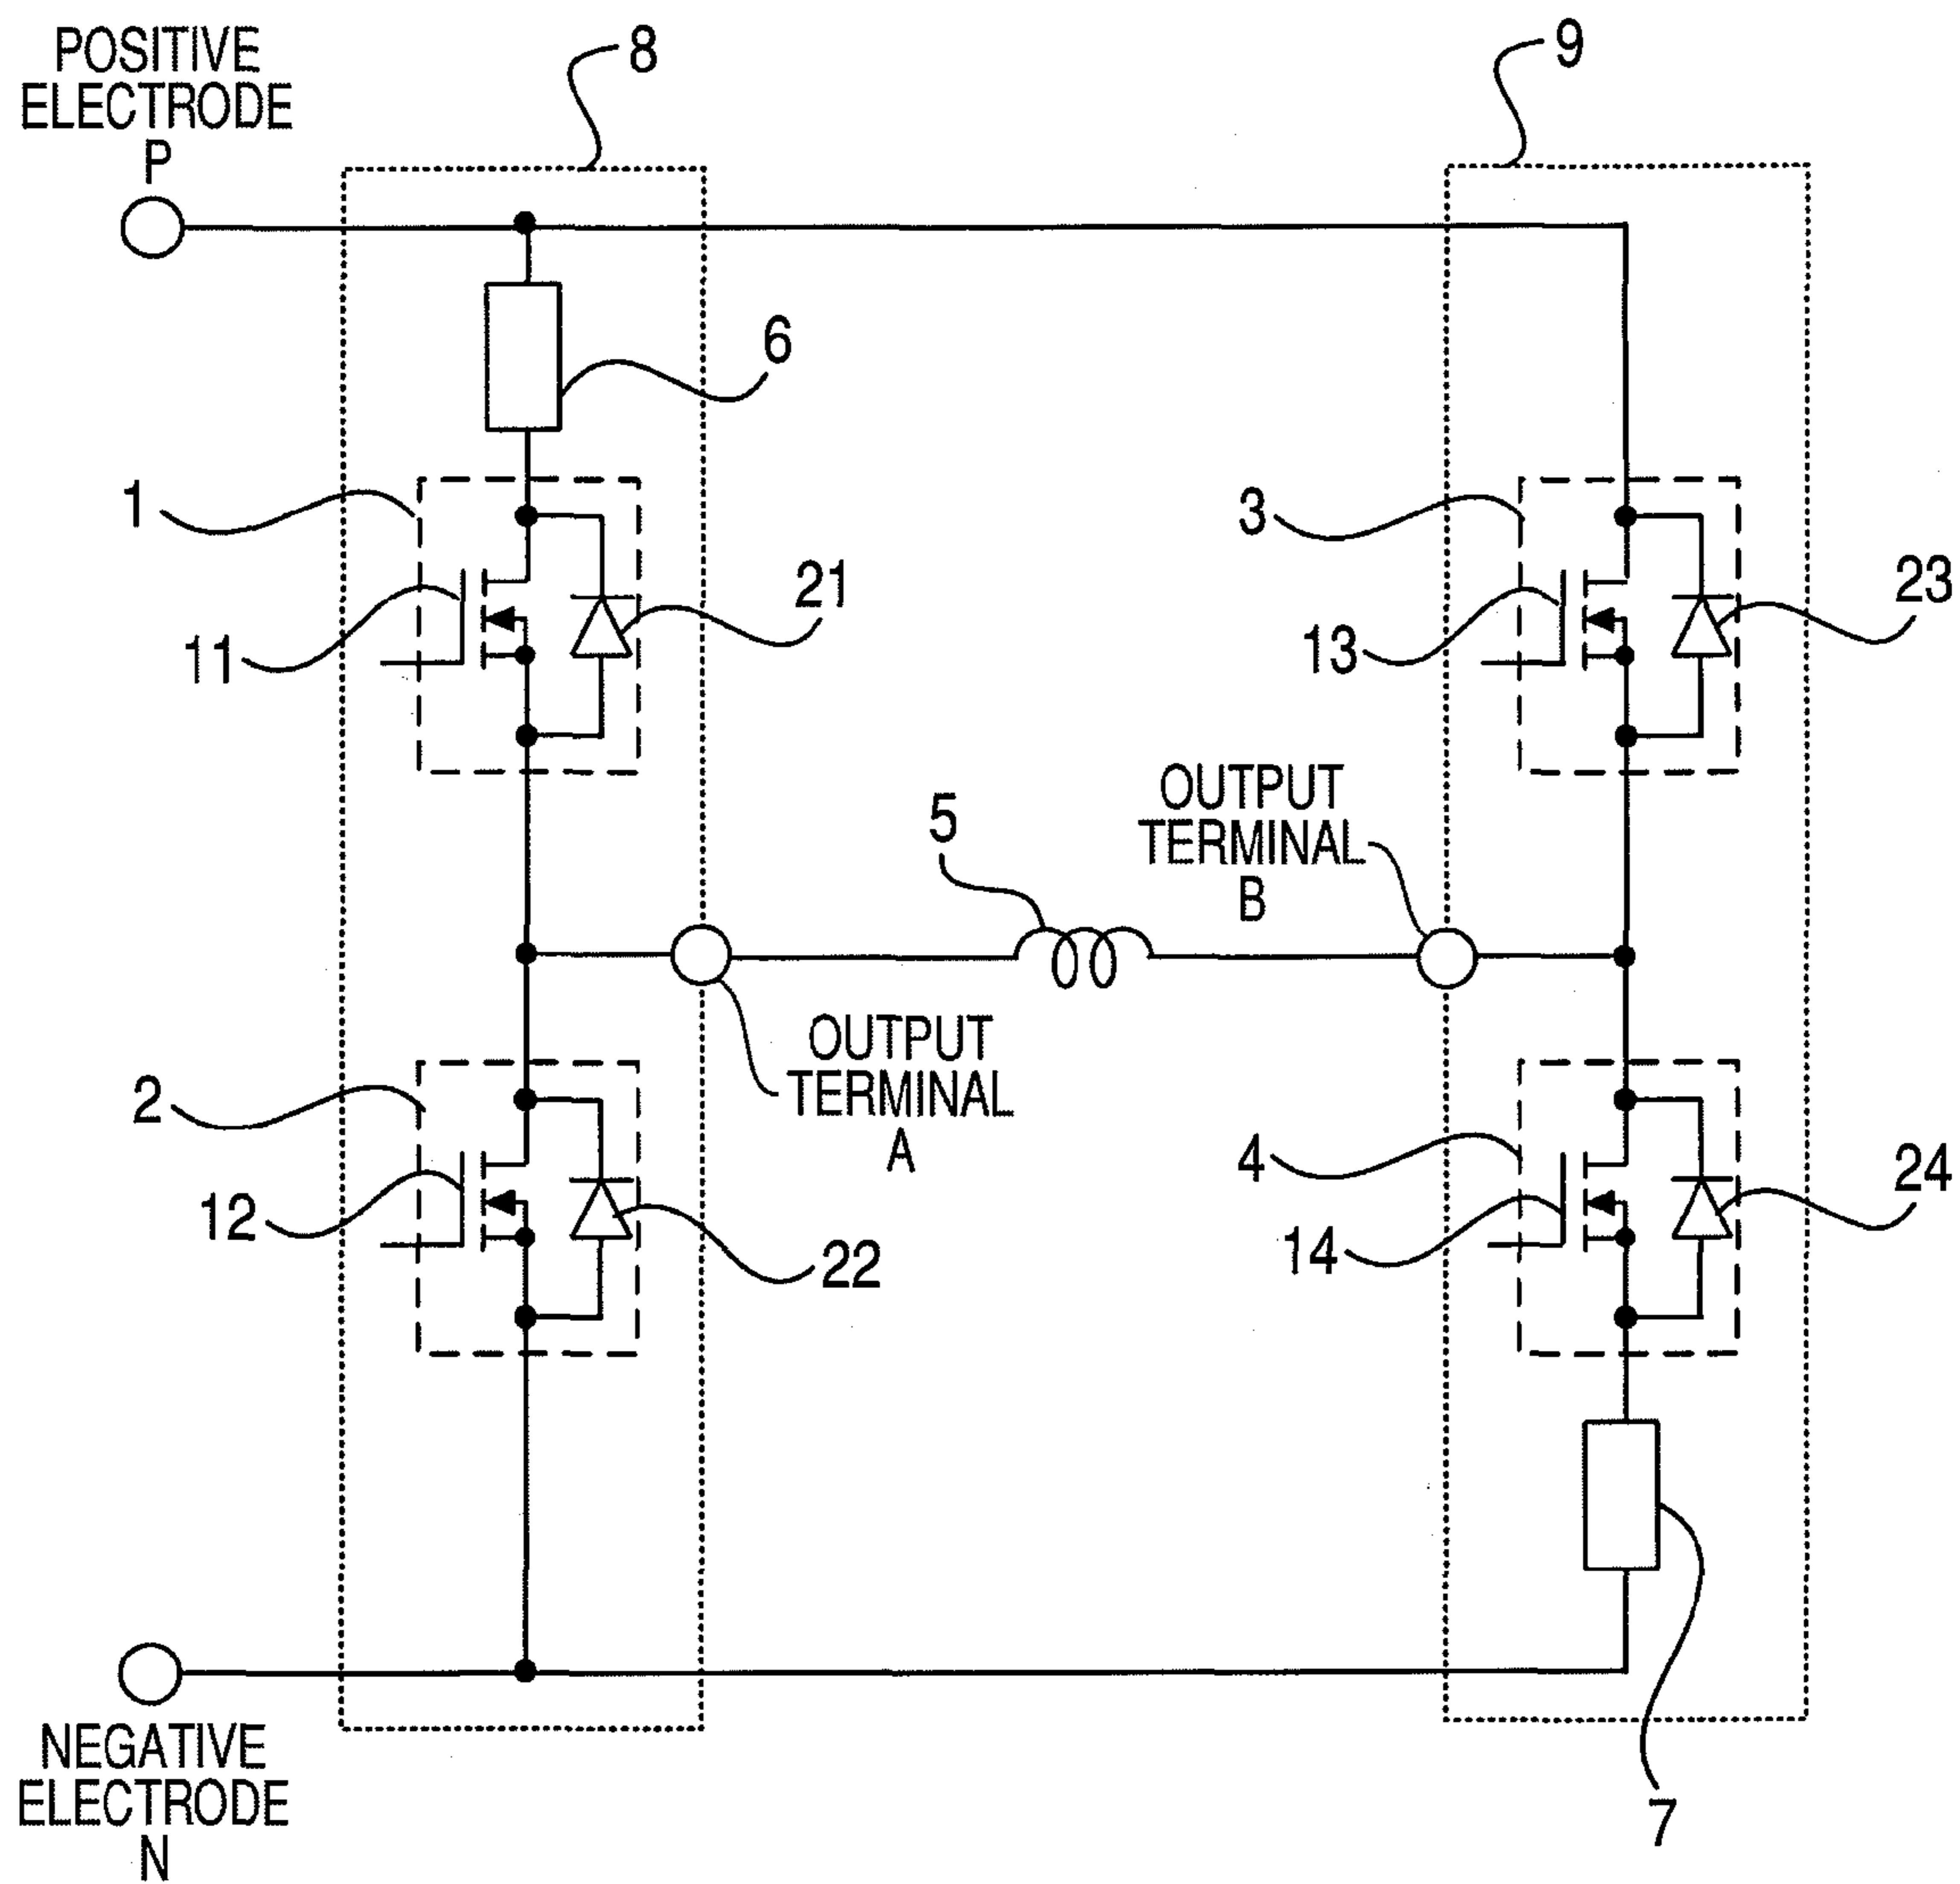 POSITIVE
ELECTRODE
P
8
9
6
1
3
21
23
11
13
OUTPUT
TERMINAL
B
5
OUTPUT
TERMINAL
A
2
4
24
12
14
22
NEGATIVE
ELECTRODE
N
7